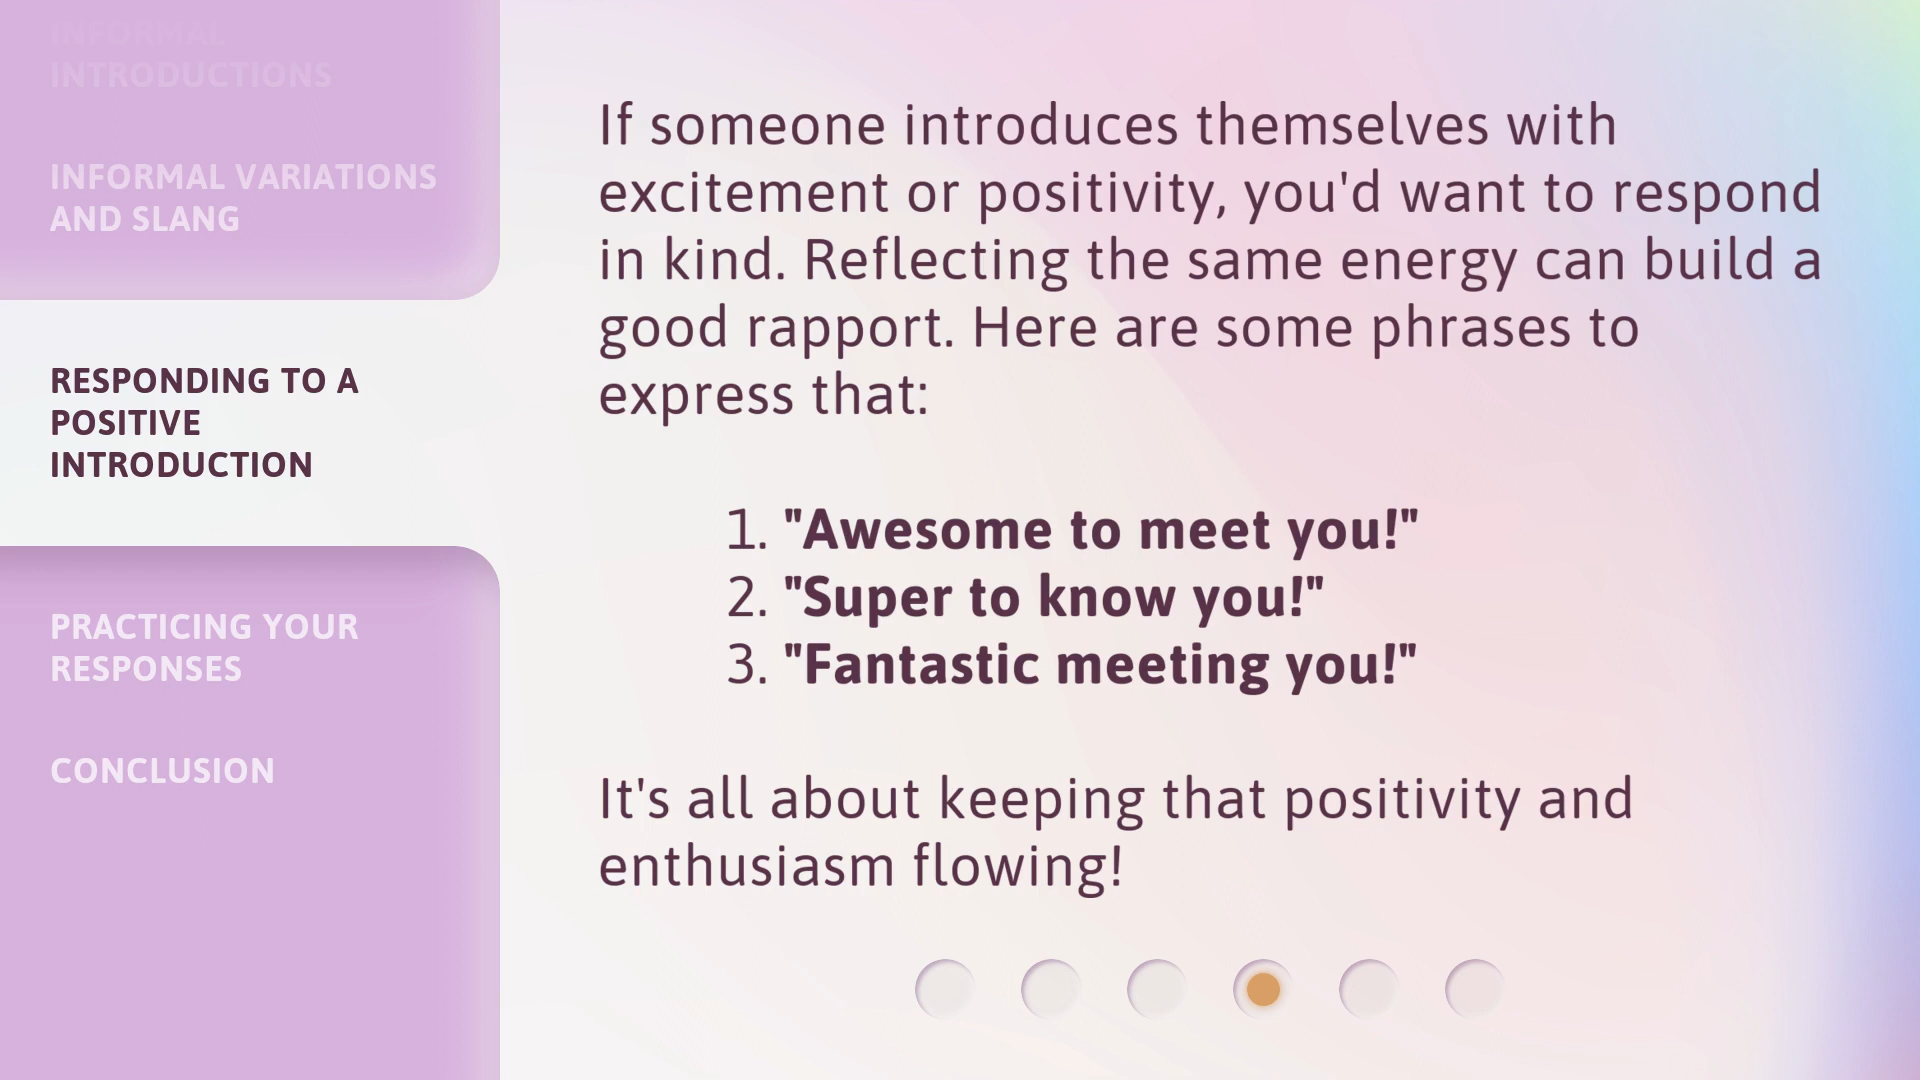 INFORMAL
INTRODUCTIONS
INFORMAL VARIATIONS
AND SLANG
RESPONDING TO A
POSITIVE
INTRODUCTION
PRACTICING YOUR
RESPONSES
CONCLUSION
If someone introduces themselves with
excitement or positivity, you'd want to respond
in kind. Reflecting the same energy can build a
good rapport. Here are some phrases to
express that:
1. "Awesome to meet you!"
2. "Super to know you!"
3. "Fantastic meeting you!"
It's all about keeping that positivity and
enthusiasm flowing!